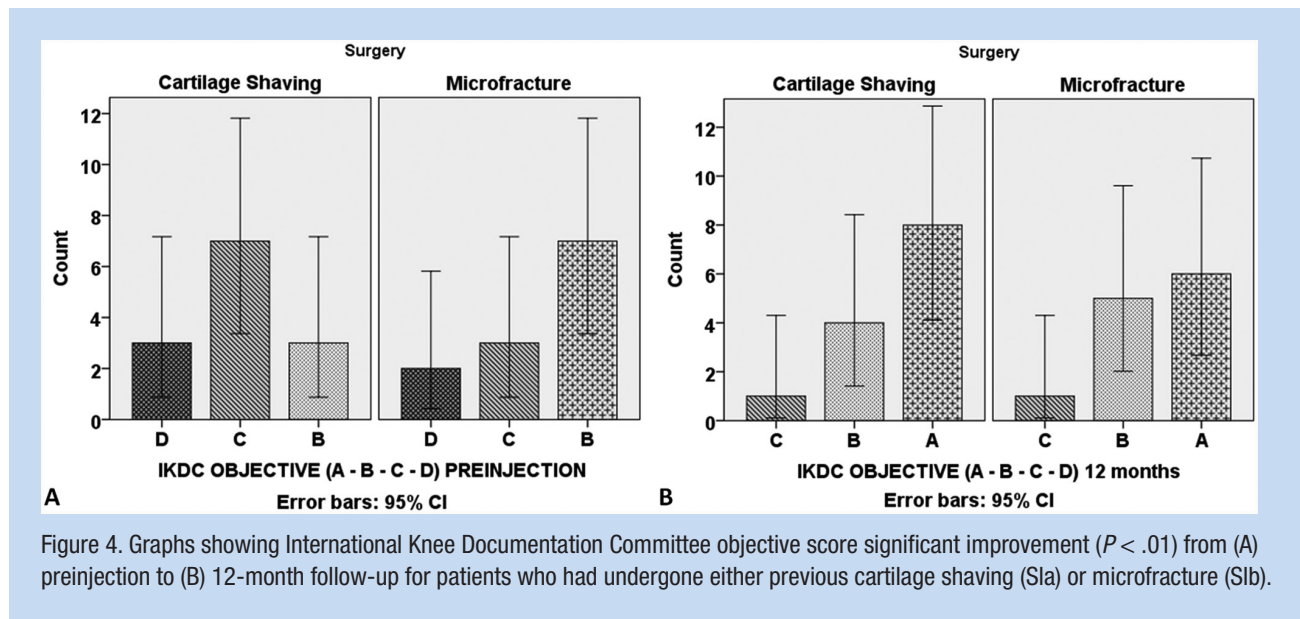 Surgery
Cartilage Shaving Microfracture
12
10
8
6
4
2
0
Count
D C B D C B
IKDC OBJECTIVE (A - B - C - D) PREINJECTION
A Error bars: 95% CI
Surgery
Cartilage Shaving Microfracture
12
10
8
6
4
2
0
Count
C B A C B A
IKDC OBJECTIVE (A - B - C - D) 12 months
B Error bars: 95% CI
Figure 4. Graphs showing International Knee Documentation Committee objective score significant improvement (P < .01) from (A)
preinjection to (B) 12-month follow-up for patients who had undergone either previous cartilage shaving (SIa) or microfracture (SIb).